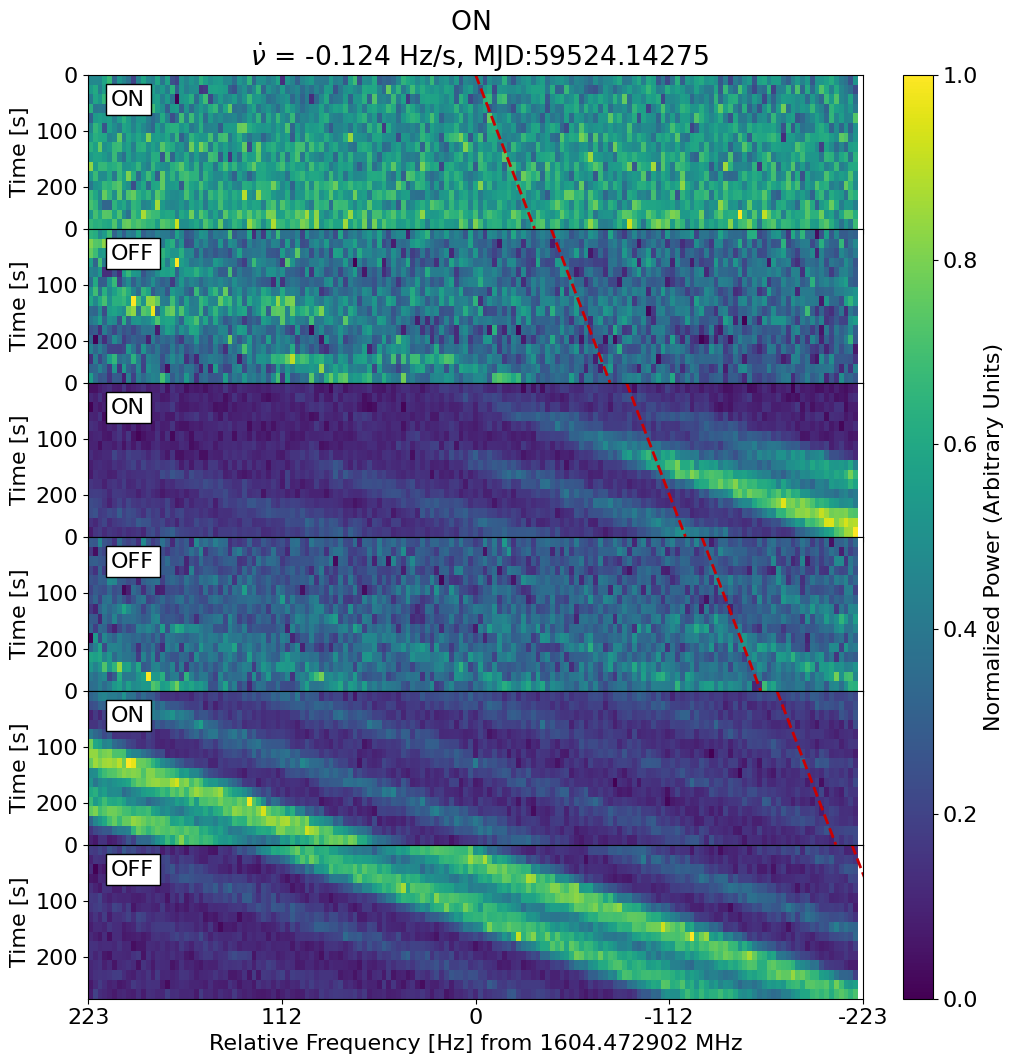 ON
ν̇ = -0.124 Hz/s, MJD:59524.14275
0
100
200
Time [s]
ON
0
100
200
Time [s]
OFF
0
100
200
Time [s]
ON
0
100
200
Time [s]
OFF
0
100
200
Time [s]
ON
0
100
200
Time [s]
OFF
223 112 0 -112 -223
Relative Frequency [Hz] from 1604.472902 MHz
1.0
0.8
0.6
0.4
0.2
0.0
Normalized Power (Arbitrary Units)